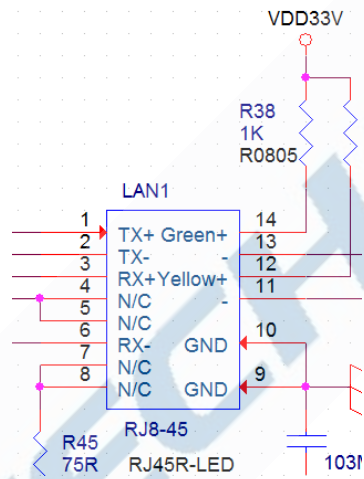 VDD33V
R38
1K
R0805
LAN1
1 TX+ Green+ 14
2 TX- - 13
3 RX+ Yellow+ 12
4 N/C - 11
5 N/C
6 RX- GND 10
7 N/C
8 N/C GND 9
R45
75R
RJ8-45
RJ45R-LED